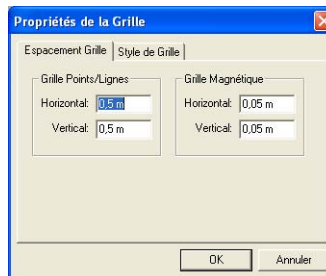 Propriétés de la Grille
Espacement Grille Style de Grille
Grille Points/Lignes Grille Magnétique
Horizontal: 0,5 m Horizontal: 0,05 m
Vertical: 0,5 m Vertical: 0,05 m
OK Annuler